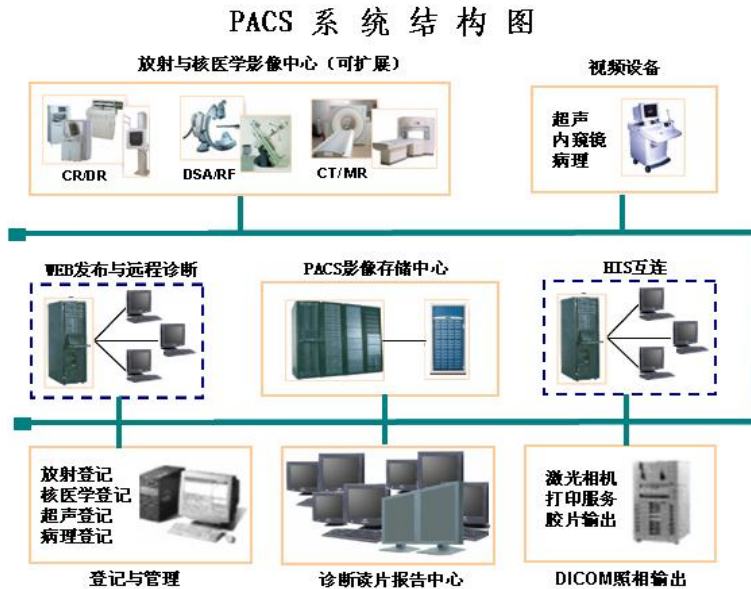 PACS 系统结构图
放射与核医学影像中心（可扩展）
视频设备
CR/DR
DSA/RF
CT/MR
超声
内窥镜
病理
WEB发布与远程诊断
PACS影像存储中心
HIS互连
放射登记
核医学登记
超声登记
病理登记
激光相机
打印服务
胶片输出
登记与管理
诊断读片报告中心
DICOM照相输出